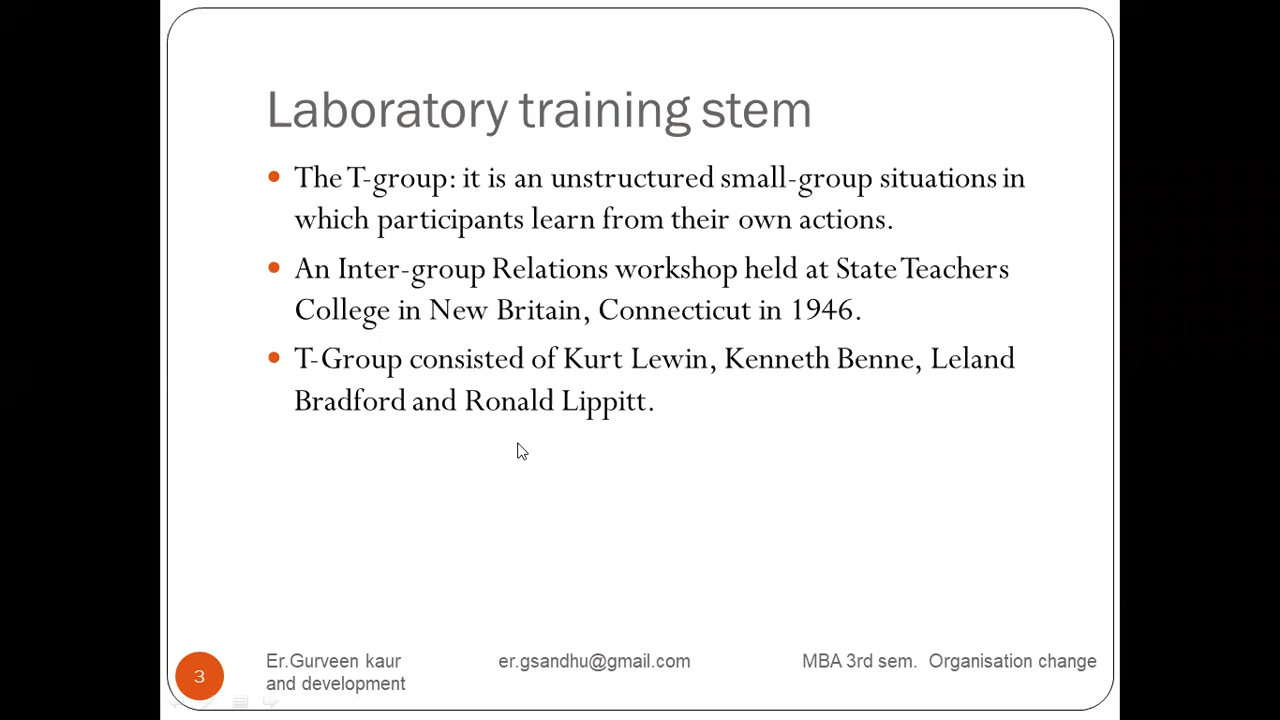 Laboratory training stem
The T-group: it is an unstructured small-group situations in
which participants learn from their own actions.
An Inter-group Relations workshop held at State Teachers
College in New Britain, Connecticut in 1946.
T-Group consisted of Kurt Lewin, Kenneth Benne, Leland
Bradford and Ronald Lippitt.
3
Er.Gurveen kaur er.gsandhu@gmail.com MBA 3rd sem. Organisation change
and development